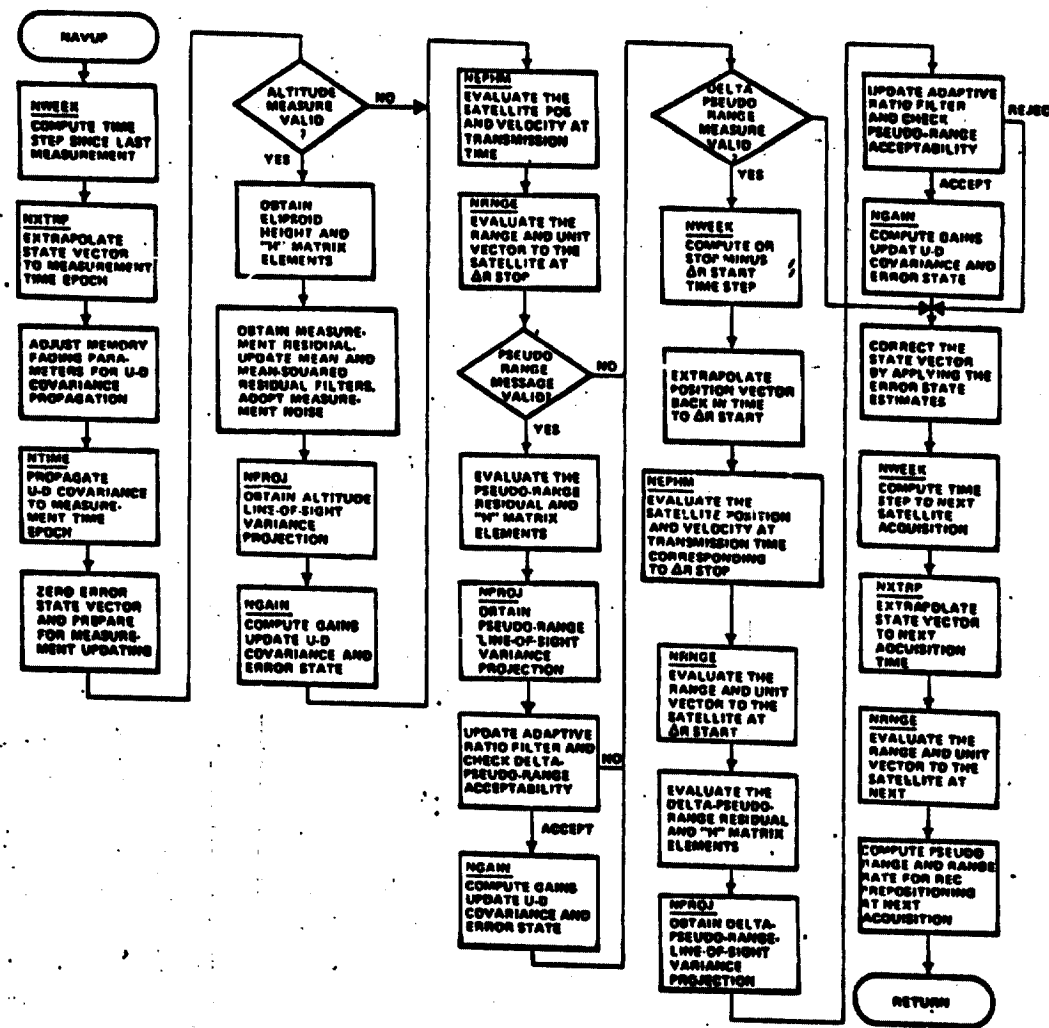 NAVUP
NWEEK
COMPUTE TIME
STEP SINCE LAST
MEASUREMENT
NXTRP
EXTRAPOLATE
STATE VECTOR
TO MEASUREMENT
TIME EPOCH
ADJUST MEMORY
FADING PARA-
METERS FOR U-D
COVARIANCE
PROPAGATION
NTIME
PROPAGATE
U-D COVARIANCE
TO MEASURE-
MENT TIME
EPOCH
ZERO ERROR
STATE VECTOR
AND PREPARE
FOR MEASURE-
MENT UPDATING
ALTITUDE
MEASURE
VALID
?
NO
YES
OBTAIN
ELIPSOID
HEIGHT AND
"H" MATRIX
ELEMENTS
OBTAIN MEASURE-
MENT RESIDUAL.
UPDATE MEAN AND
MEAN-SQUARED
RESIDUAL FILTERS.
ADOPT MEASURE-
MENT NOISE
NPROJ
OBTAIN ALTITUDE
LINE-OF-SIGHT
VARIANCE
PROJECTION
NGAIN
COMPUTE GAINS
UPDATE U-D
COVARIANCE AND
ERROR STATE
NEPHM
EVALUATE THE
SATELLITE POS
AND VELOCITY AT
TRANSMISSION
TIME
NRNGE
EVALUATE THE
RANGE AND UNIT
VECTOR TO THE
SATELLITE AT
ΔR STOP
PSEUDO
RANGE
MESSAGE
VALID?
NO
YES
EVALUATE THE
PSEUDO-RANGE
RESIDUAL AND
"H" MATRIX
ELEMENTS
NPROJ
OBTAIN
PSEUDO-RANGE
LINE-OF-SIGHT
VARIANCE
PROJECTION
UPDATE ADAPTIVE
RATIO FILTER AND
CHECK DELTA-
PSEUDO-RANGE
ACCEPTABILITY
NO
ACCEPT
NGAIN
COMPUTE GAINS
UPDATE U-D
COVARIANCE AND
ERROR STATE
DELTA
PSEUDO
RANGE
MEASURE
VALID
YES
NWEEK
COMPUTE OR
STOP MINUS
ΔR START
TIME STEP
EXTRAPOLATE
POSITION VECTOR
BACK IN TIME
TO ΔR START
NEPHM
EVALUATE THE
SATELLITE POSITION
AND VELOCITY AT
TRANSMISSION TIME
CORRESPONDING
TO ΔR STOP
NRNGE
EVALUATE THE
RANGE AND UNIT
VECTOR TO THE
SATELLITE AT
ΔR START
EVALUATE THE
DELTA-PSEUDO-
RANGE RESIDUAL
AND "H" MATRIX
ELEMENTS
NPROJ
OBTAIN DELTA-
PSEUDO-RANGE-
LINE-OF-SIGHT
VARIANCE
PROJECTION
UPDATE ADAPTIVE
RATIO FILTER
AND CHECK
PSEUDO-RANGE
ACCEPTABILITY
REJEC
ACCEPT
NGAIN
COMPUTE GAINS
UPDAT U-D
COVARIANCE AND
ERROR STATE
CORRECT THE
STATE VECTOR
BY APPLYING THE
ERROR STATE
ESTIMATES
NWEEK
COMPUTE TIME
STEP TO NEXT
SATELLITE
ACQUISITION
NXTRP
EXTRAPOLATE
STATE VECTOR
TO NEXT
ACQUISITION
TIME
NRNGE
EVALUATE THE
RANGE AND UNIT
VECTOR TO THE
SATELLITE AT
NEXT
COMPUTE PSEUDO
RANGE AND RANGE
RATE FOR REC
PREPOSITIONING
AT NEXT
ACQUISITION
RETURN